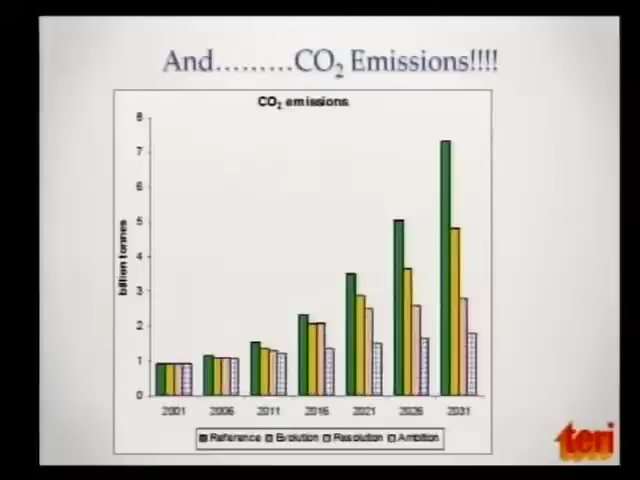 And.........CO₂ Emissions!!!!
CO₂ emissions
billion tonnes
8
7
6
5
4
3
2
1
0
2001 2006 2011 2016 2021 2026 2031
Reference Evolution Resolution Ambition
teri